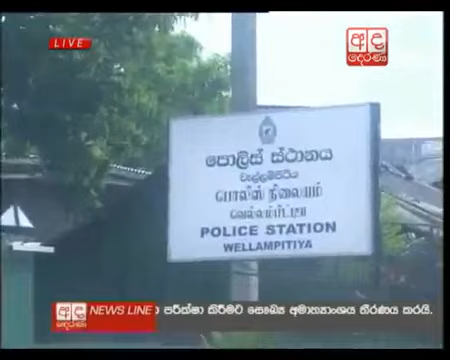 LIVE
අද
දෙරණ
පොලිස් ස්ථානය
වැල්ලම්පිටිය
பொலிஸ் நிலையம்
வெல்லம்பிட்டிய
POLICE STATION
WELLAMPITIYA
අද
දෙරණ
NEWS LINE
පරීක්ෂා කිරීමට සෞඛ්‍ය අමාත්‍යාංශය තීරණය කරයි.